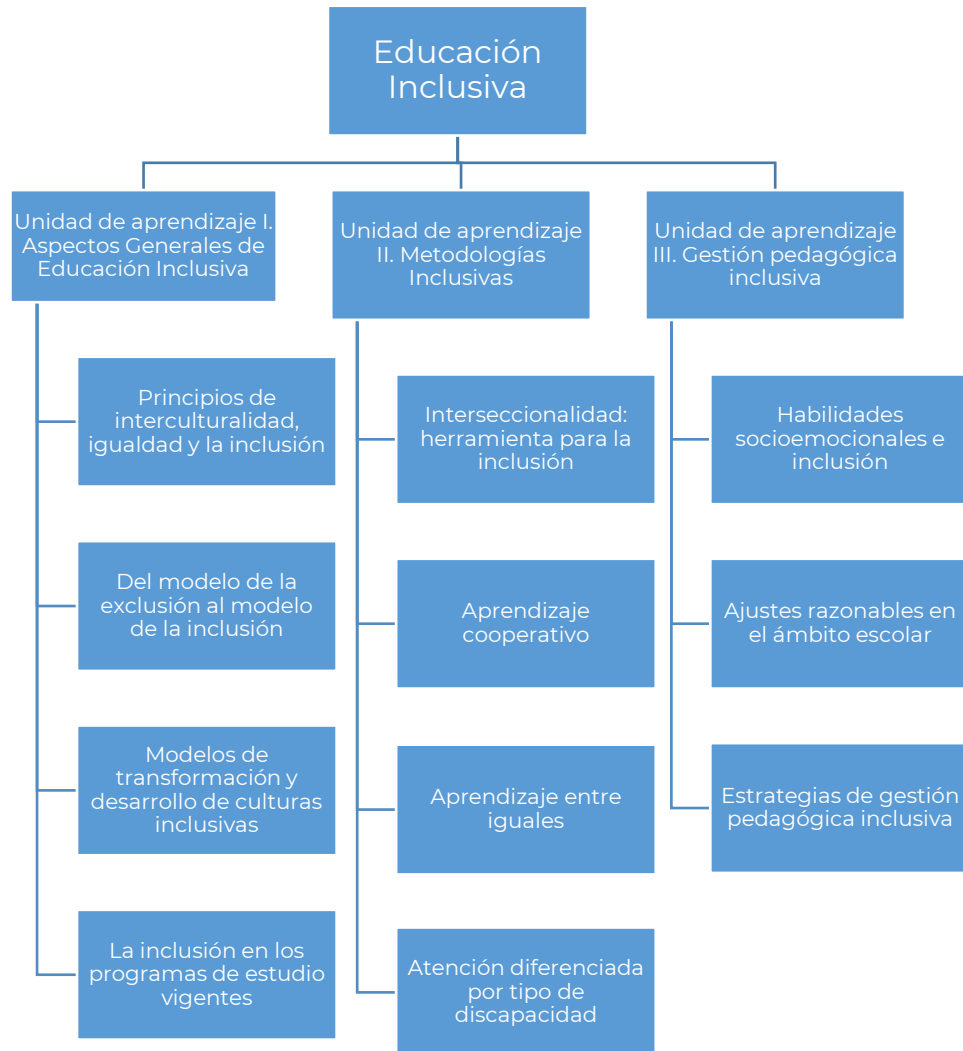 Educación
Inclusiva
Unidad de aprendizaje I.
Aspectos Generales de
Educación Inclusiva
Principios de
interculturalidad,
igualdad y la inclusión
Del modelo de la
exclusión al modelo
de la inclusión
Modelos de
transformación y
desarrollo de culturas
inclusivas
La inclusión en los
programas de estudio
vigentes
Unidad de aprendizaje
II. Metodologías
Inclusivas
Interseccionalidad:
herramienta para la
inclusión
Aprendizaje
cooperativo
Aprendizaje entre
iguales
Atención diferenciada
por tipo de
discapacidad
Unidad de aprendizaje
III. Gestión pedagógica
inclusiva
Habilidades
socioemocionales e
inclusión
Ajustes razonables en
el ámbito escolar
Estrategias de gestión
pedagógica inclusiva